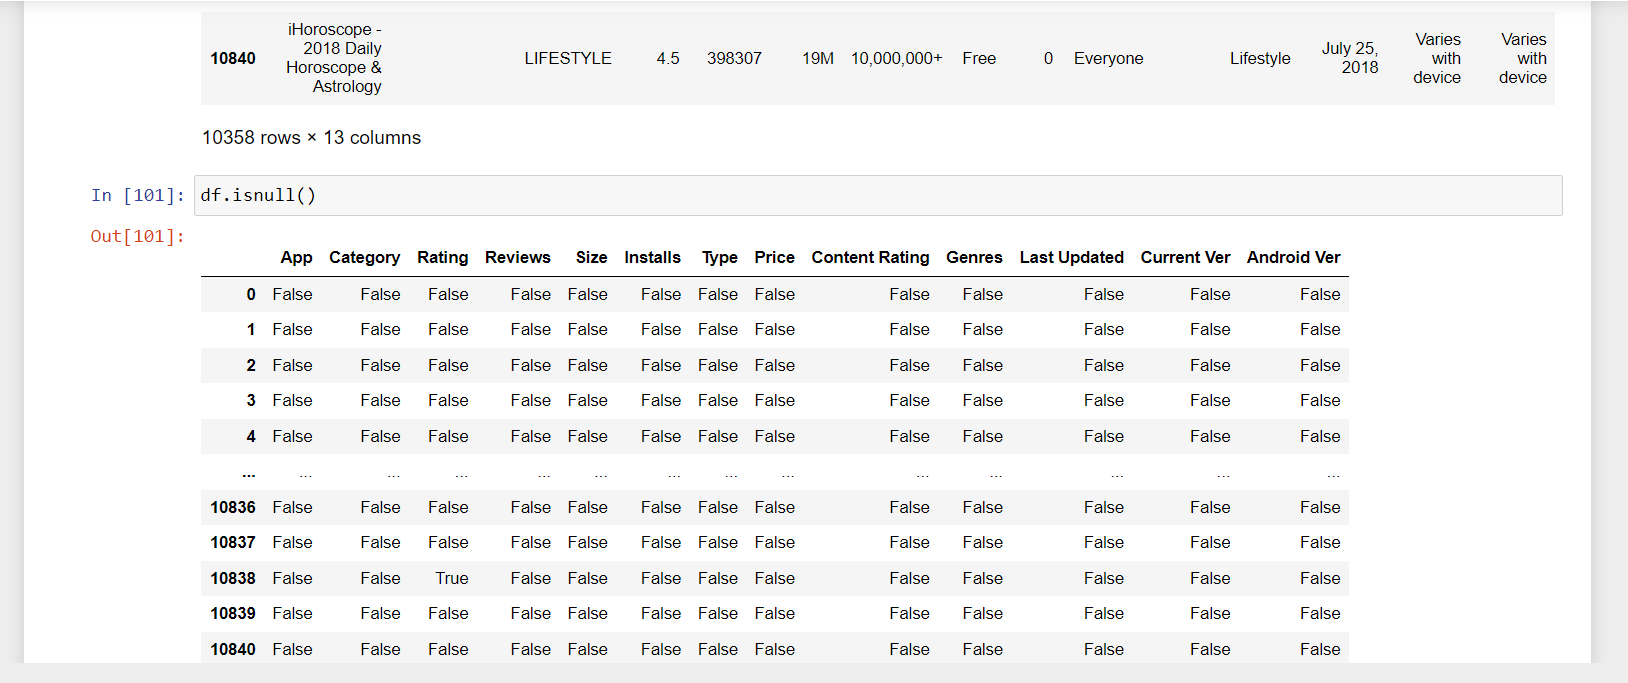 10840 iHoroscope - 2018 Daily Horoscope & Astrology LIFESTYLE 4.5 398307 19M 10,000,000+ Free 0 Everyone Lifestyle July 25, 2018 Varies with device Varies with device
10358 rows × 13 columns
In [101]: df.isnull()
Out[101]:
App Category Rating Reviews Size Installs Type Price Content Rating Genres Last Updated Current Ver Android Ver
0 False False False False False False False False False False False False False
1 False False False False False False False False False False False False False
2 False False False False False False False False False False False False False
3 False False False False False False False False False False False False False
4 False False False False False False False False False False False False False
... ... ... ... ... ... ... ... ... ... ... ... ... ...
10836 False False False False False False False False False False False False False
10837 False False False False False False False False False False False False False
10838 False False True False False False False False False False False False False
10839 False False False False False False False False False False False False False
10840 False False False False False False False False False False False False False